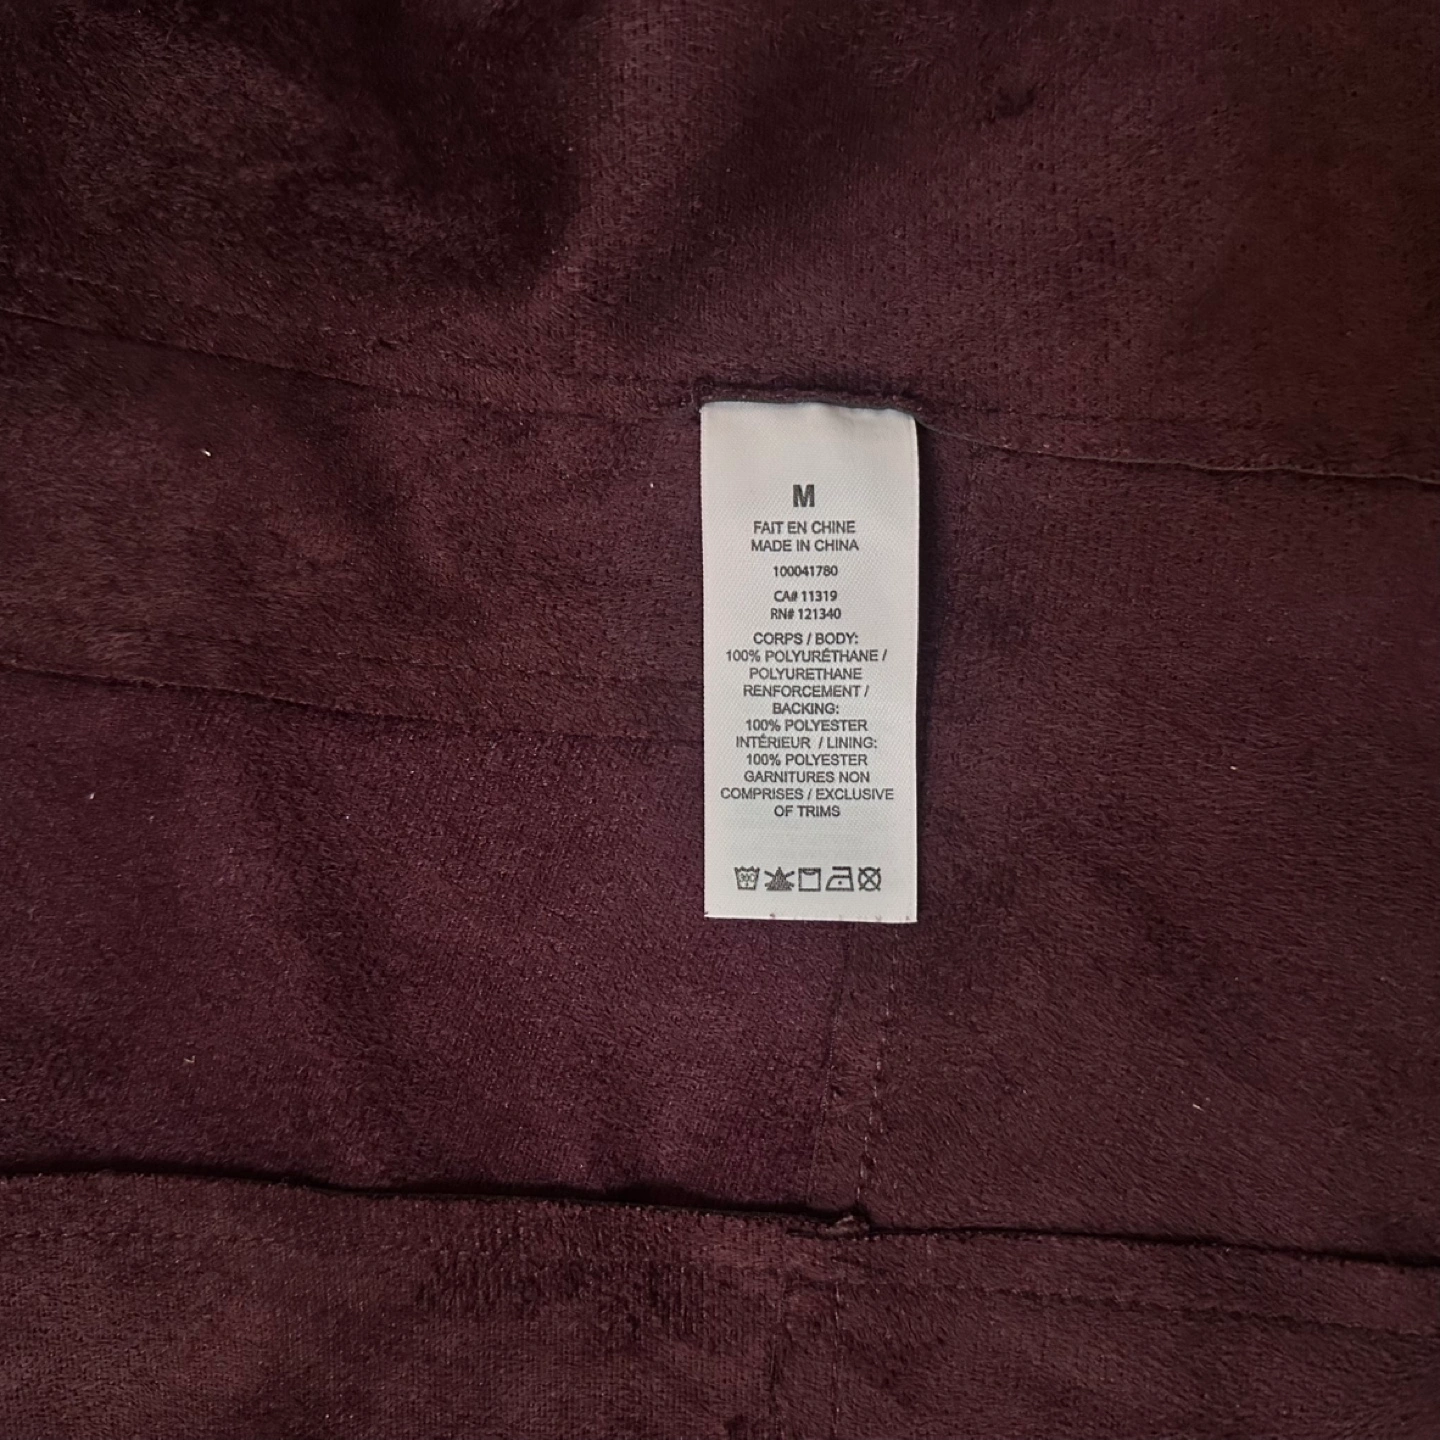 M
FAIT EN CHINE
MADE IN CHINA
100041780
CA# 11319
RN# 121340
CORPS / BODY:
100% POLYURÉTHANE /
POLYURETHANE
RENFORCEMENT /
BACKING:
100% POLYESTER
INTÉRIEUR / LINING:
100% POLYESTER
GARNITURES NON
COMPRISES / EXCLUSIVE
OF TRIMS